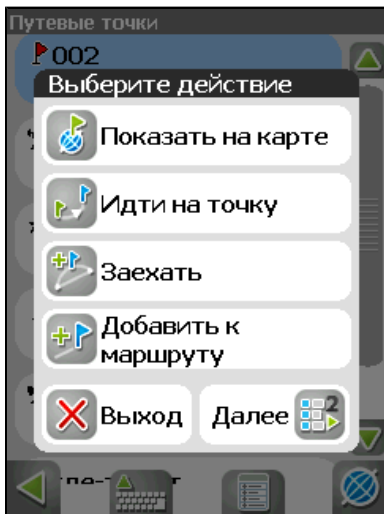 Путевые точки
002
Выберите действие
Показать на карте
Идти на точку
Заехать
Добавить к
маршруту
Выход
Далее
2